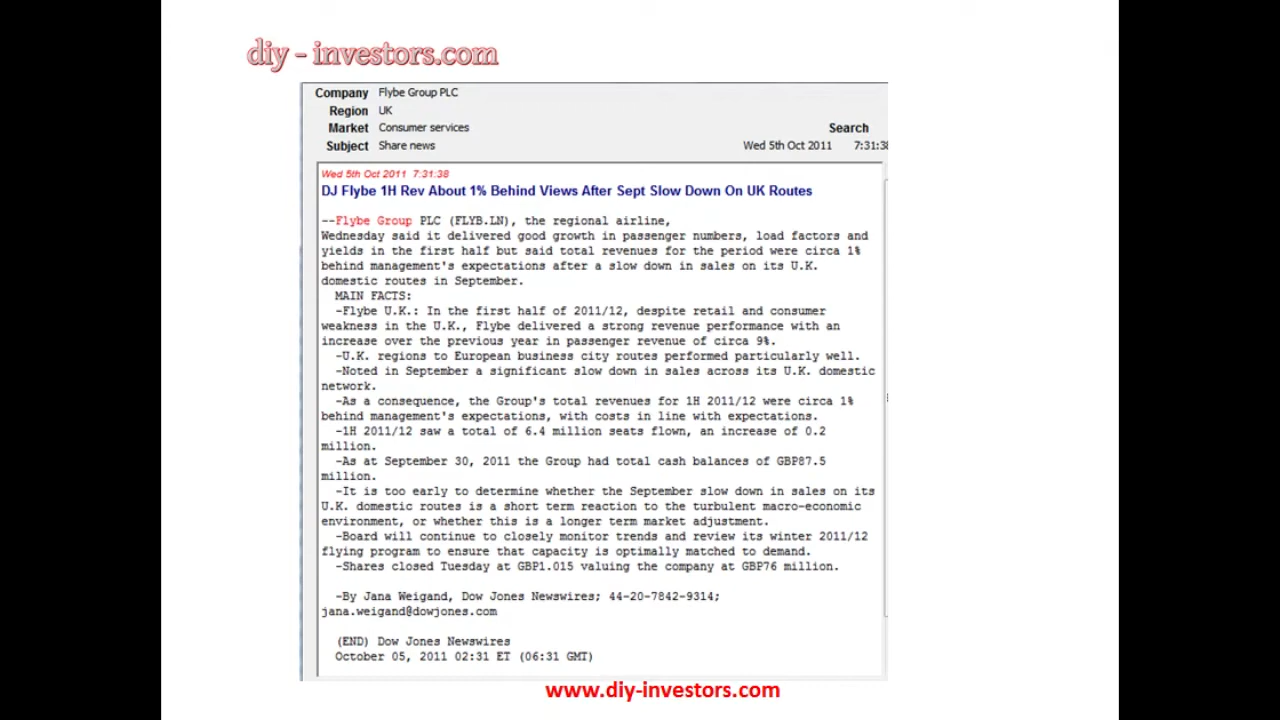 diy - investors.com
Company Flybe Group PLC
Region UK
Market Consumer services Search
Subject Share news Wed 5th Oct 2011 7:31:38
Wed 5th Oct 2011 7:31:38
DJ Flybe 1H Rev About 1% Behind Views After Sept Slow Down On UK Routes
--Flybe Group PLC (FLYB.LN), the regional airline,
Wednesday said it delivered good growth in passenger numbers, load factors and
yields in the first half but said total revenues for the period were circa 1%
behind management's expectations after a slow down in sales on its U.K.
domestic routes in September.
MAIN FACTS:
-Flybe U.K.: In the first half of 2011/12, despite retail and consumer
weakness in the U.K., Flybe delivered a strong revenue performance with an
increase over the previous year in passenger revenue of circa 9%.
-U.K. regions to European business city routes performed particularly well.
-Noted in September a significant slow down in sales across its U.K. domestic
network.
-As a consequence, the Group's total revenues for 1H 2011/12 were circa 1%
behind management's expectations, with costs in line with expectations.
-1H 2011/12 saw a total of 6.4 million seats flown, an increase of 0.2
million.
-As at September 30, 2011 the Group had total cash balances of GBP87.5
million.
-It is too early to determine whether the September slow down in sales on its
U.K. domestic routes is a short term reaction to the turbulent macro-economic
environment, or whether this is a longer term market adjustment.
-Board will continue to closely monitor trends and review its winter 2011/12
flying program to ensure that capacity is optimally matched to demand.
-Shares closed Tuesday at GBP1.015 valuing the company at GBP76 million.
-By Jana Weigand, Dow Jones Newswires; 44-20-7842-9314;
jana.weigand@dowjones.com
(END) Dow Jones Newswires
October 05, 2011 02:31 ET (06:31 GMT)
www.diy-investors.com